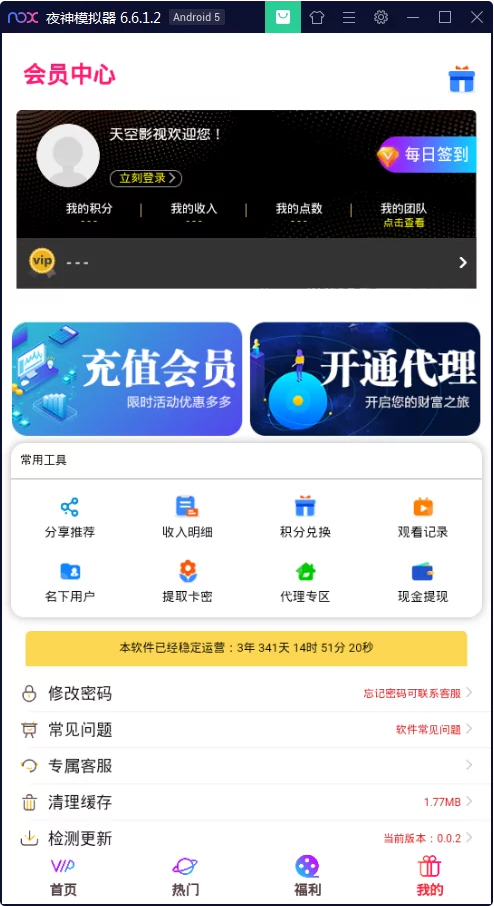 nox 夜神模拟器 6.6.1.2 Android 5
会员中心
天空影视欢迎您！
每日签到
立刻登录
我的积分 我的收入 我的点数 我的团队
--- --- --- 点击查看
vip ---
充值会员 开通代理
限时活动优惠多多 开启您的财富之旅
常用工具
分享推荐 收入明细 积分兑换 观看记录
名下用户 提取卡密 代理专区 现金提现
本软件已经稳定运营：3年 341天 14时 51分 20秒
修改密码 忘记密码可联系客服
常见问题 软件常见问题
专属客服
清理缓存 1.77MB
检测更新 当前版本：0.0.2
VIP
首页 热门 福利 我的